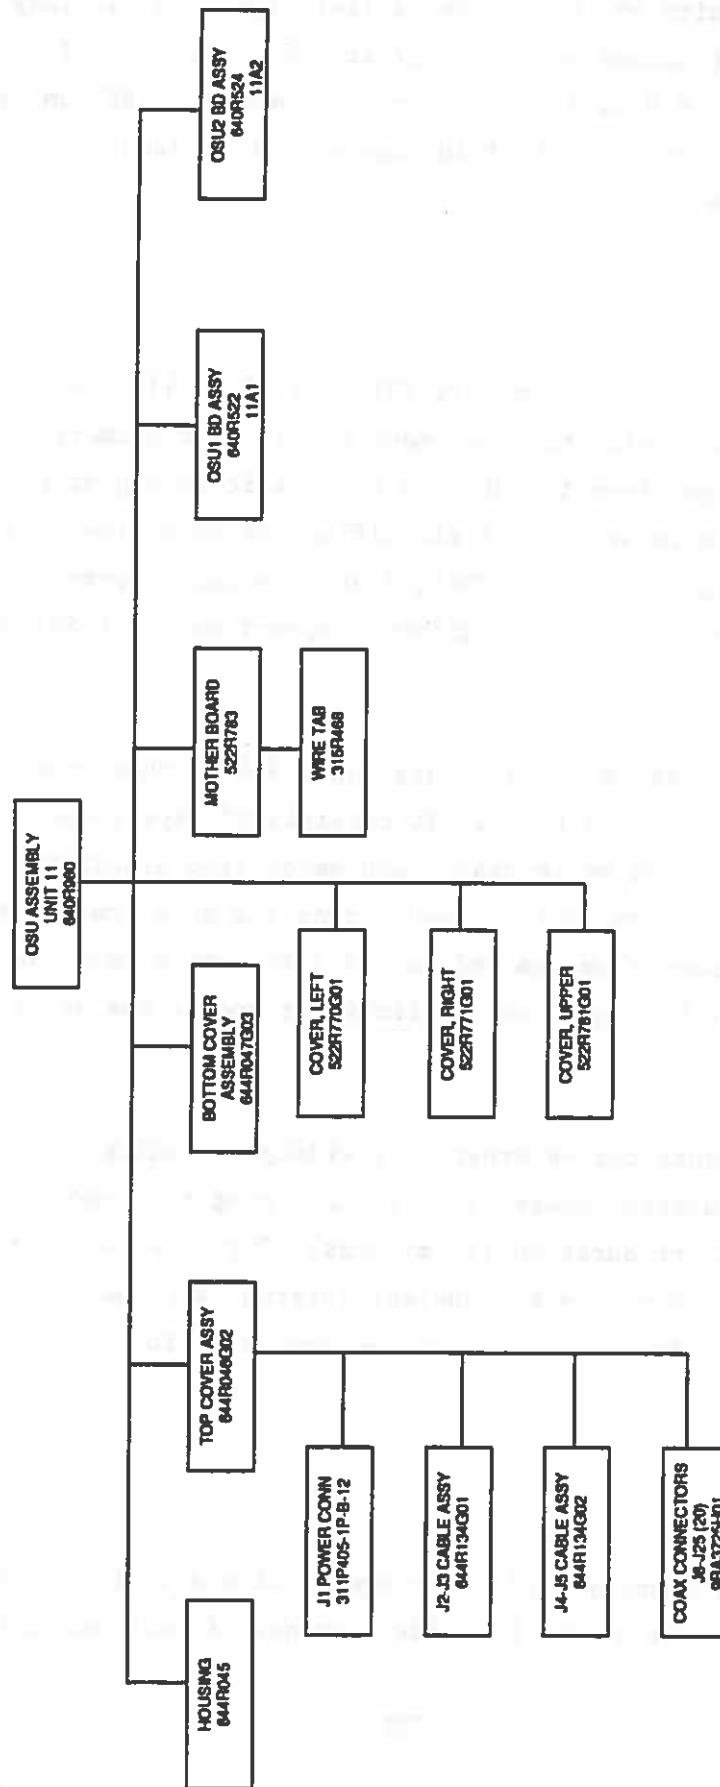 OSU ASSEMBLY
UNIT 11
640R960
HOUSING
644R045
TOP COVER ASSY
644R046G02
BOTTOM COVER
ASSEMBLY
644R047G02
MOTHER BOARD
522R783
OSU1 BD ASSY
640R522
11A1
OSU2 BD ASSY
640R524
11A2
J1 POWER CONN
311P405-1P-B-12
J2-J3 CABLE ASSY
644R134G01
J4-J5 CABLE ASSY
644R134G02
COAX CONNECTORS
J6-J25 (20)
COVER, LEFT
522R770G01
COVER, RIGHT
522R771G01
COVER, UPPER
522R781G01
WIRE TAB
315R468